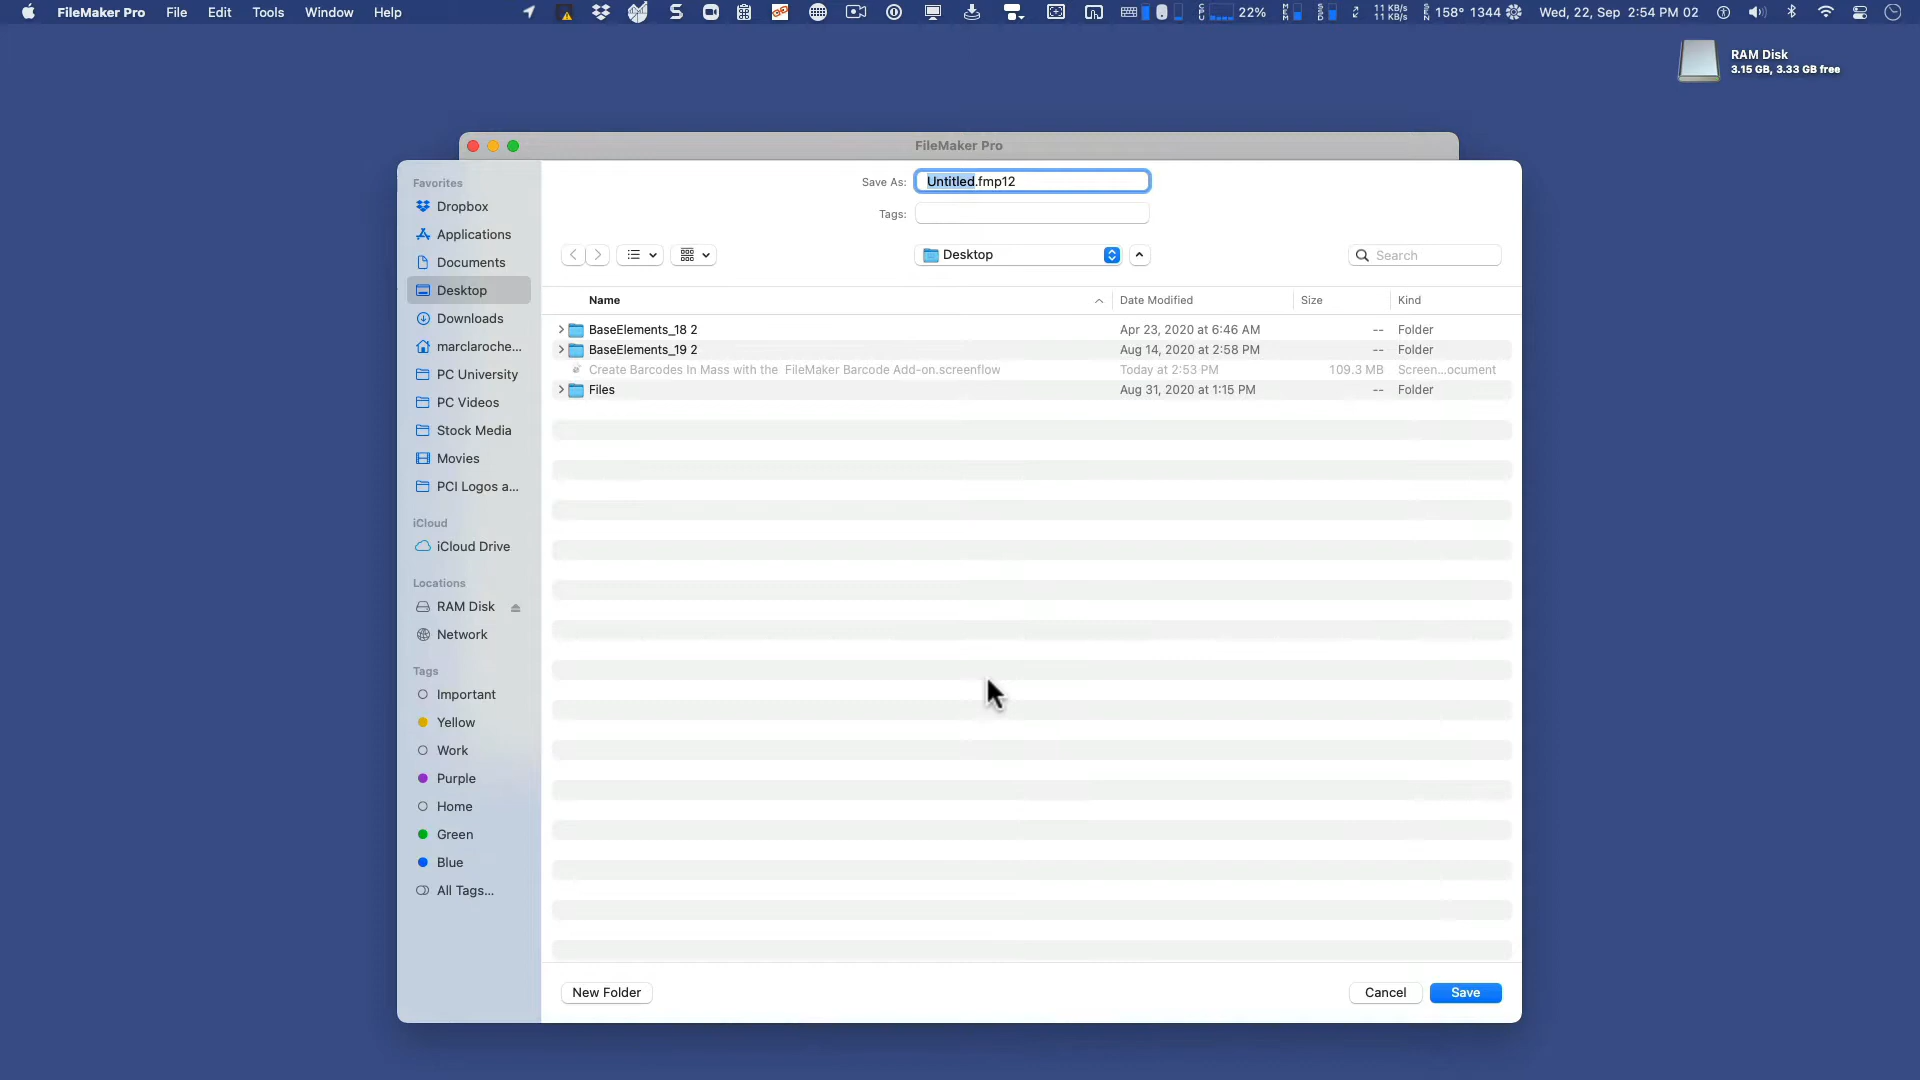 FileMaker Pro File Edit Tools Window Help 22% 11 KB/s 11 KB/s 158° 1344 Wed, 22, Sep 2:54 PM 02
RAM Disk
3.15 GB, 3.33 GB free
FileMaker Pro
Favorites
Dropbox
Applications
Documents
Desktop
Downloads
marclaroche...
PC University
PC Videos
Stock Media
Movies
PCI Logos a...
iCloud
iCloud Drive
Locations
RAM Disk
Network
Tags
Important
Yellow
Work
Purple
Home
Green
Blue
All Tags...
Save As: Untitled.fmp12
Tags:
Desktop
Search
Name Date Modified Size Kind
BaseElements_18 2 Apr 23, 2020 at 6:46 AM -- Folder
BaseElements_19 2 Aug 14, 2020 at 2:58 PM -- Folder
Create Barcodes In Mass with the FileMaker Barcode Add-on.screenflow Today at 2:53 PM 109.3 MB Screen...ocument
Files Aug 31, 2020 at 1:15 PM -- Folder
New Folder Cancel Save